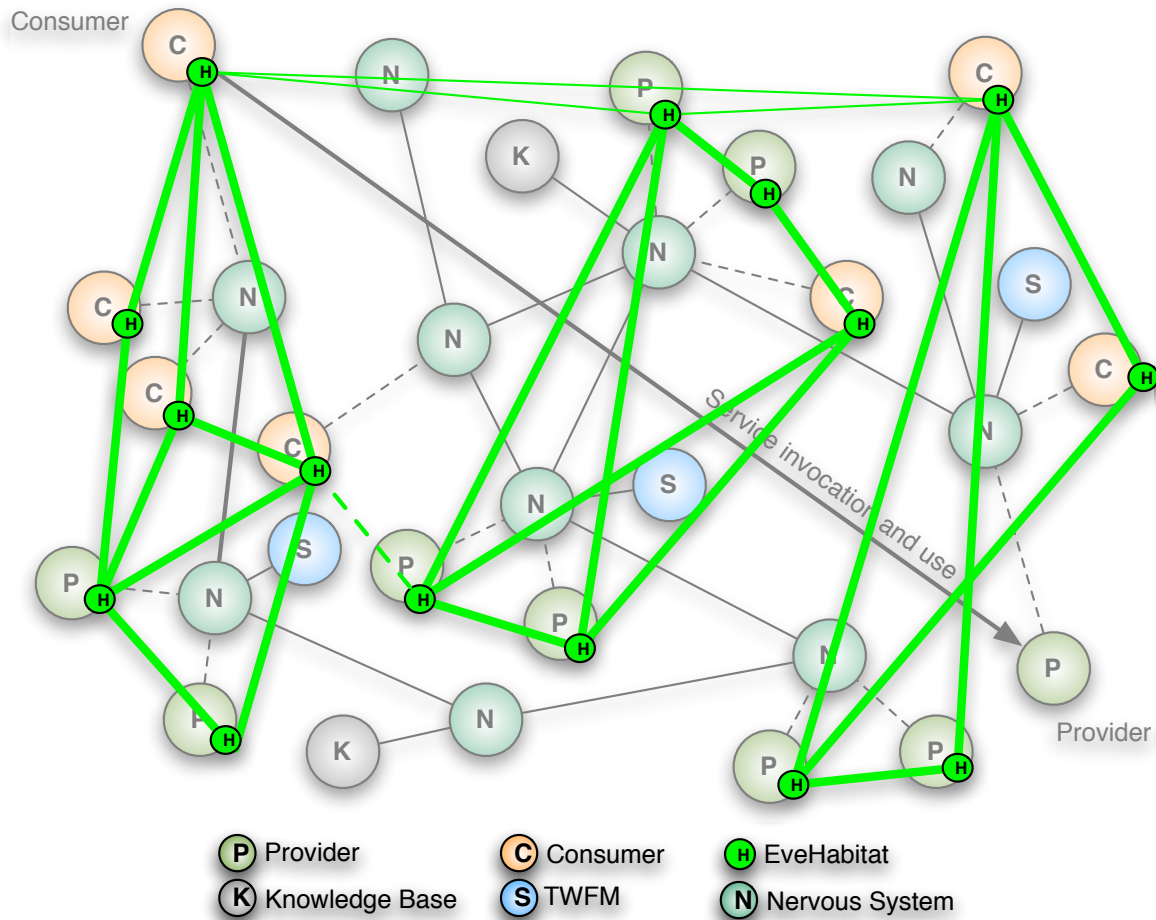 Consumer
C
H
N
P
H
C
H
K
P
H
N
N
C
H
N
N
C
H
S
N
C
H
C
H
C
H
N
P
H
N
S
S
P
H
N
P
H
Service invocation and use
N
P
Provider
P
H
N
K
P
H
P
H
P Provider
C Consumer
H EveHabitat
K Knowledge Base
S TWFM
N Nervous System